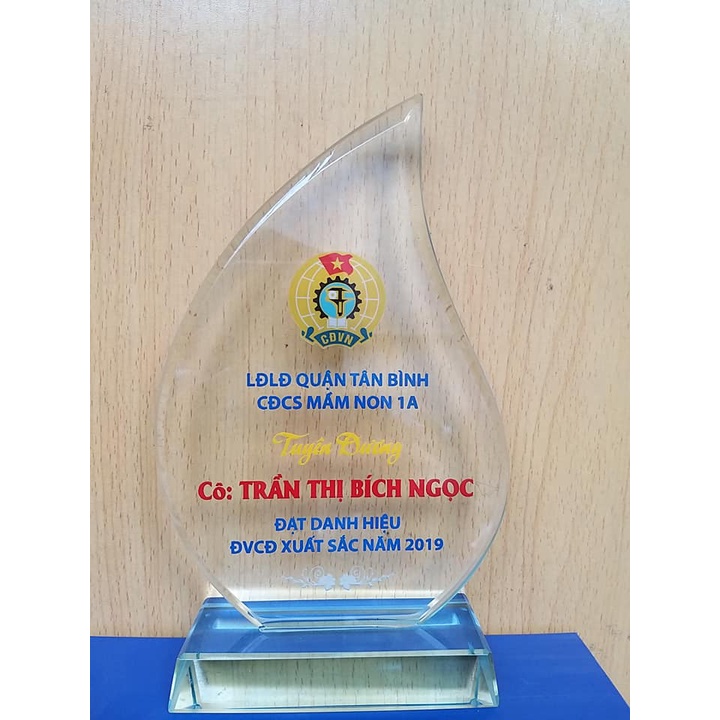 CĐVN
LĐLĐ QUẬN TÂN BÌNH
CĐCS MẦM NON 1A
Tuyên Dương
Cô: TRẦN THỊ BÍCH NGỌC
ĐẠT DANH HIỆU
ĐVCĐ XUẤT SẮC NĂM 2019